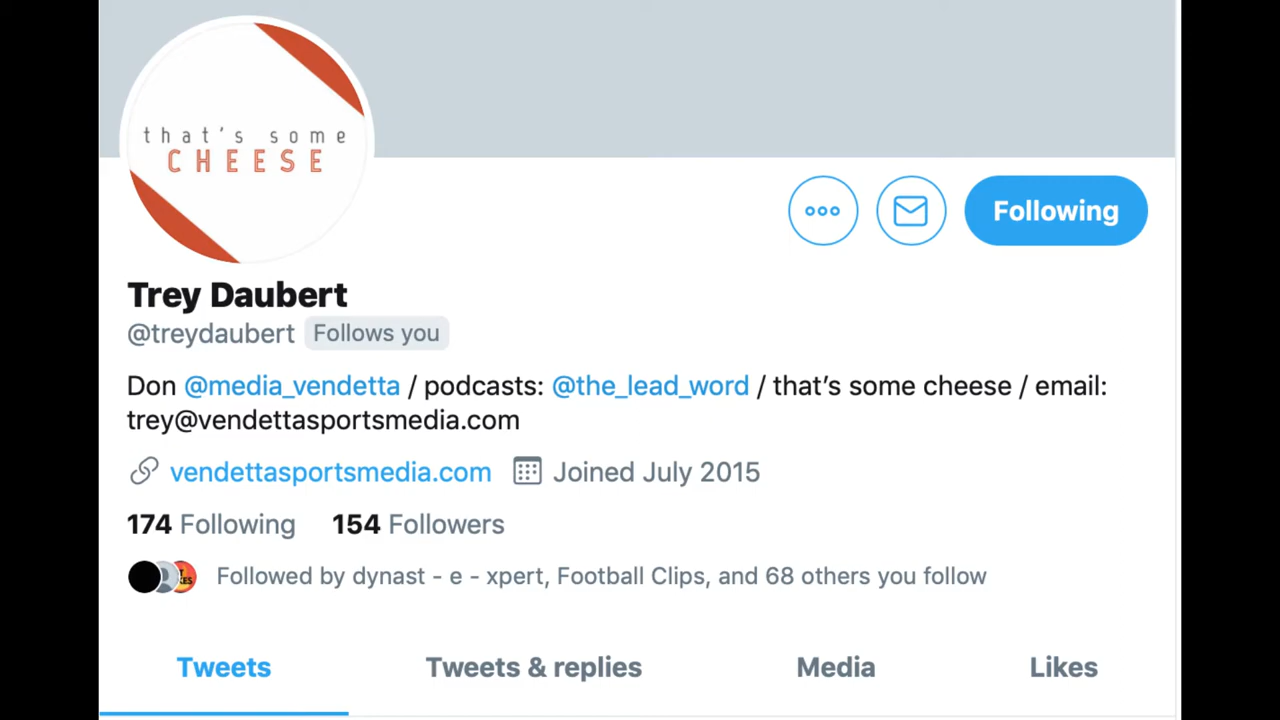 that's some
CHEESE
Following
Trey Daubert
@treydaubert Follows you
Don @media_vendetta / podcasts: @the_lead_word / that’s some cheese / email:
trey@vendettasportsmedia.com
vendettasportsmedia.com Joined July 2015
174 Following 154 Followers
Followed by dynast - e - xpert, Football Clips, and 68 others you follow
Tweets Tweets & replies Media Likes